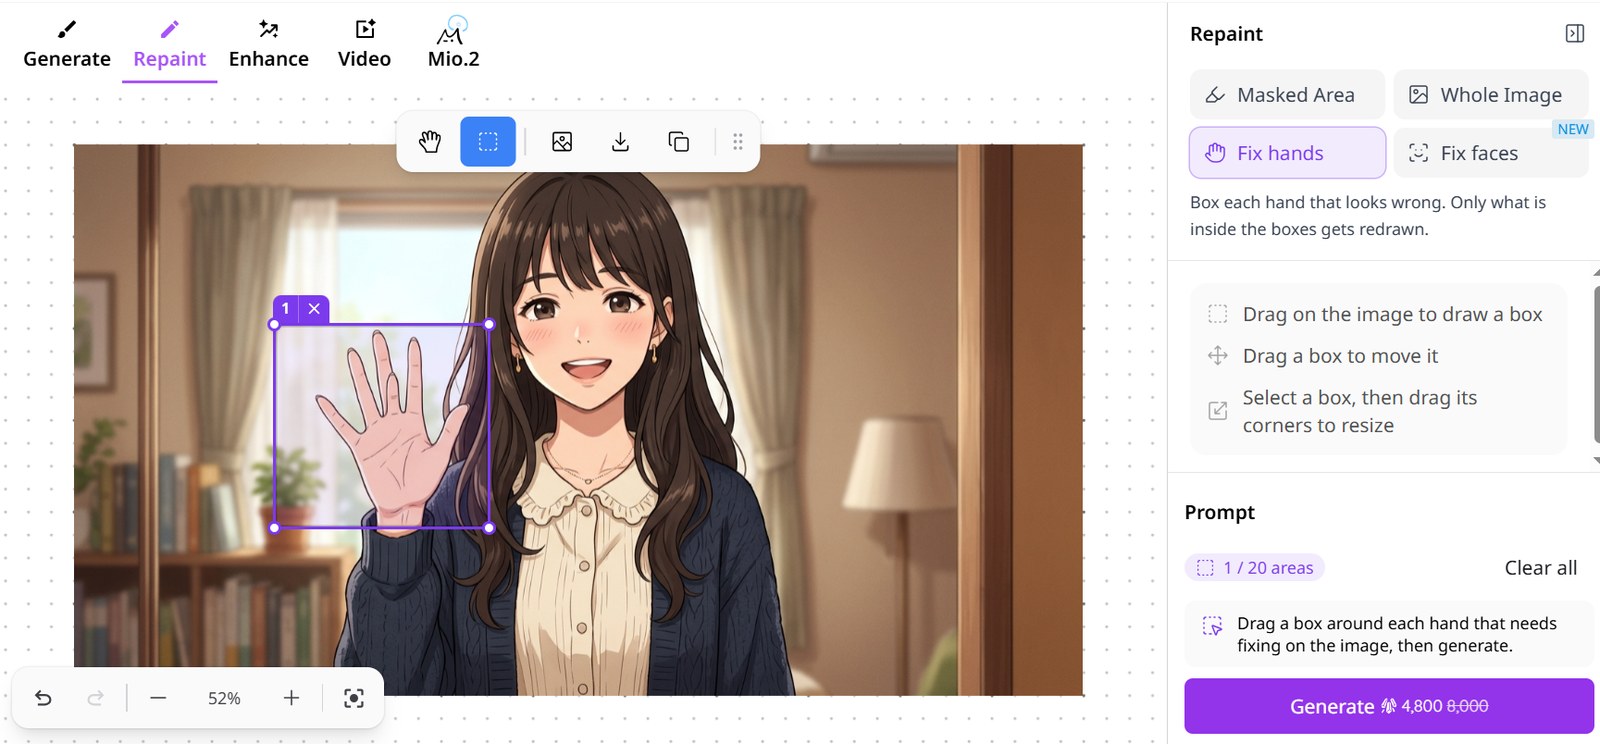 Generate
Repaint
Enhance
Video
Mio.2
Repaint
Masked Area
Whole Image
NEW
Fix hands
Fix faces
Box each hand that looks wrong. Only what is
inside the boxes gets redrawn.
1
Drag on the image to draw a box
Drag a box to move it
Select a box, then drag its
corners to resize
Prompt
1 / 20 areas
Clear all
Drag a box around each hand that needs
fixing on the image, then generate.
52%
Generate 4,800 8,000